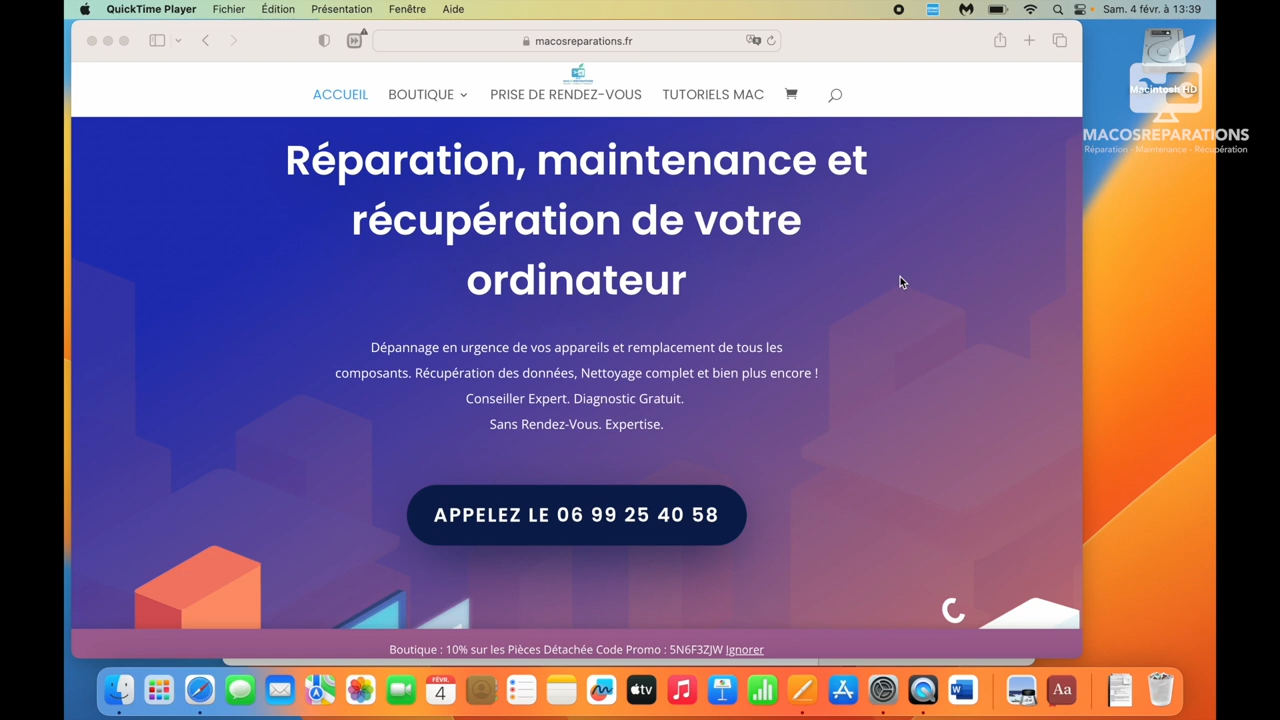 QuickTime Player Fichier Édition Présentation Fenêtre Aide Sam. 4 févr. à 13:39
macosreparations.fr
ACCUEIL BOUTIQUE PRISE DE RENDEZ-VOUS TUTORIELS MAC
Macintosh HD
MACOSREPARATIONS
Réparation - Maintenance - Récupération
Réparation, maintenance et
récupération de votre
ordinateur
Dépannage en urgence de vos appareils et remplacement de tous les
composants. Récupération des données, Nettoyage complet et bien plus encore !
Conseiller Expert. Diagnostic Gratuit.
Sans Rendez-Vous. Expertise.
APPELEZ LE 06 99 25 40 58
Boutique : 10% sur les Pièces Détachée Code Promo : 5N6F3ZJW Ignorer
FÉVR.
4
tv
W
Aa